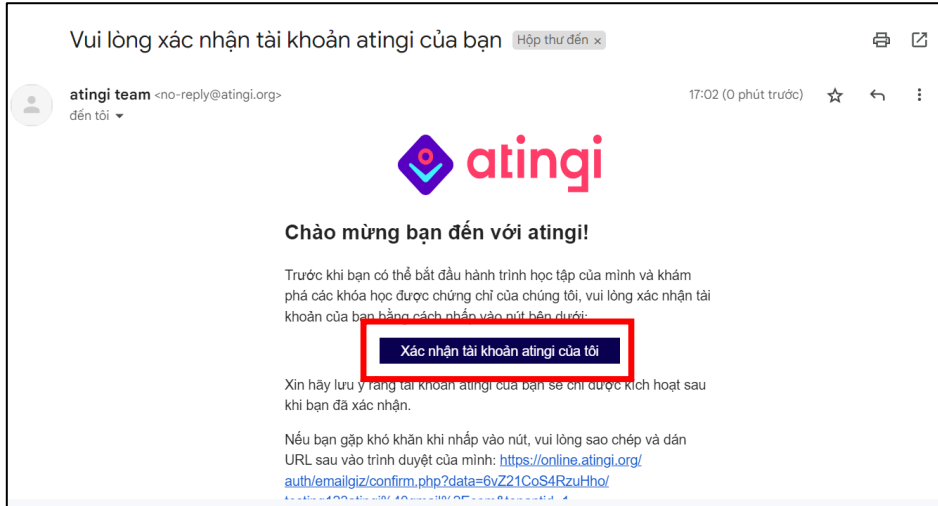 Vui lòng xác nhận tài khoản atingi của bạn Hộp thư đến ×
atingi team <no-reply@atingi.org> 17:02 (0 phút trước)
đến tôi
atingi
Chào mừng bạn đến với atingi!
Trước khi bạn có thể bắt đầu hành trình học tập của mình và khám
phá các khóa học được chứng chỉ của chúng tôi, vui lòng xác nhận tài
khoản của bạn bằng cách nhấp vào nút bên dưới:
Xác nhận tài khoản atingi của tôi
Xin hãy lưu ý rằng tài khoản atingi của bạn sẽ chỉ được kích hoạt sau
khi bạn đã xác nhận.
Nếu bạn gặp khó khăn khi nhấp vào nút, vui lòng sao chép và dán
URL sau vào trình duyệt của mình: https://online.atingi.org/
auth/emailgiz/confirm.php?data=6vZ21CoS4RzuHho/